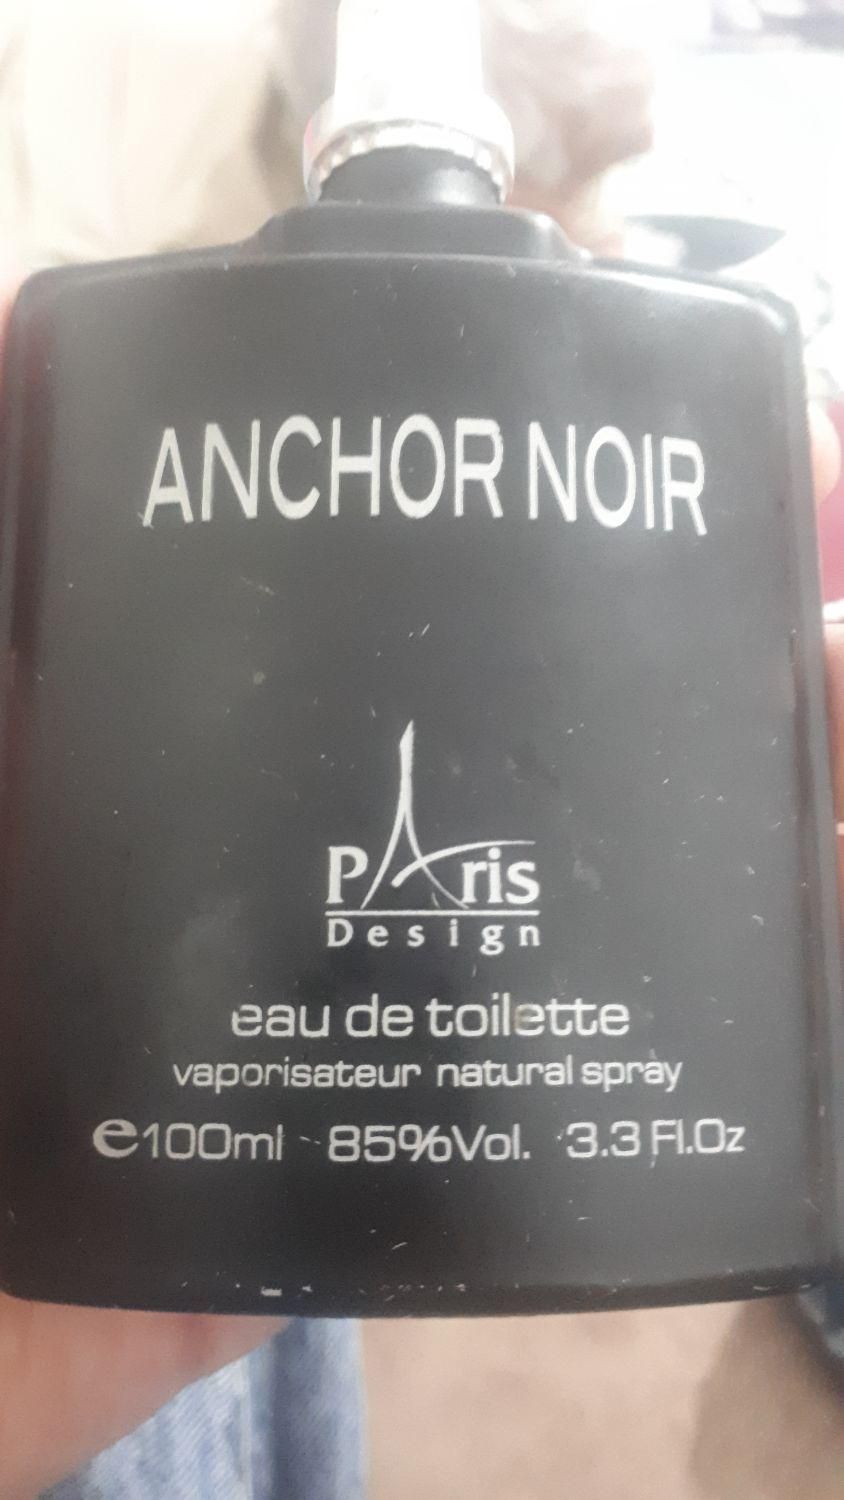 ANCHOR NOIR
PAris
Design
eau de toilette
vaporisateur natural spray
e100ml - 85%Vol. 3.3 Fl.Oz